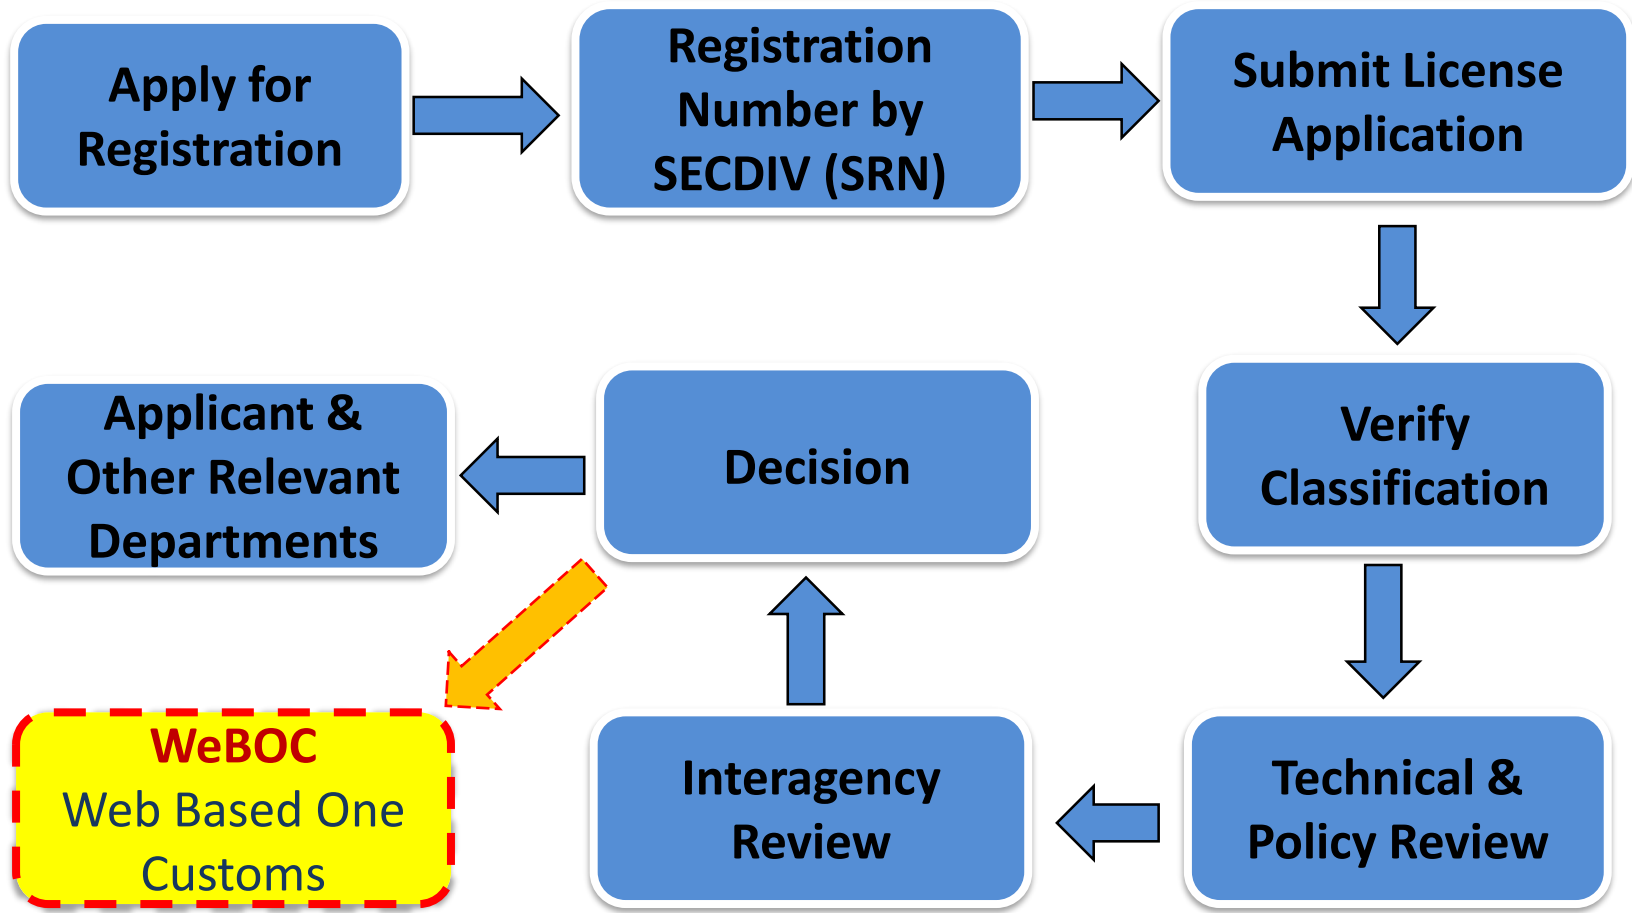 Apply for
Registration
Registration
Number by
SECDIV (SRN)
Submit License
Application
Verify
Classification
Technical &
Policy Review
Interagency
Review
Decision
Applicant &
Other Relevant
Departments
WeBOC
Web Based One
Customs